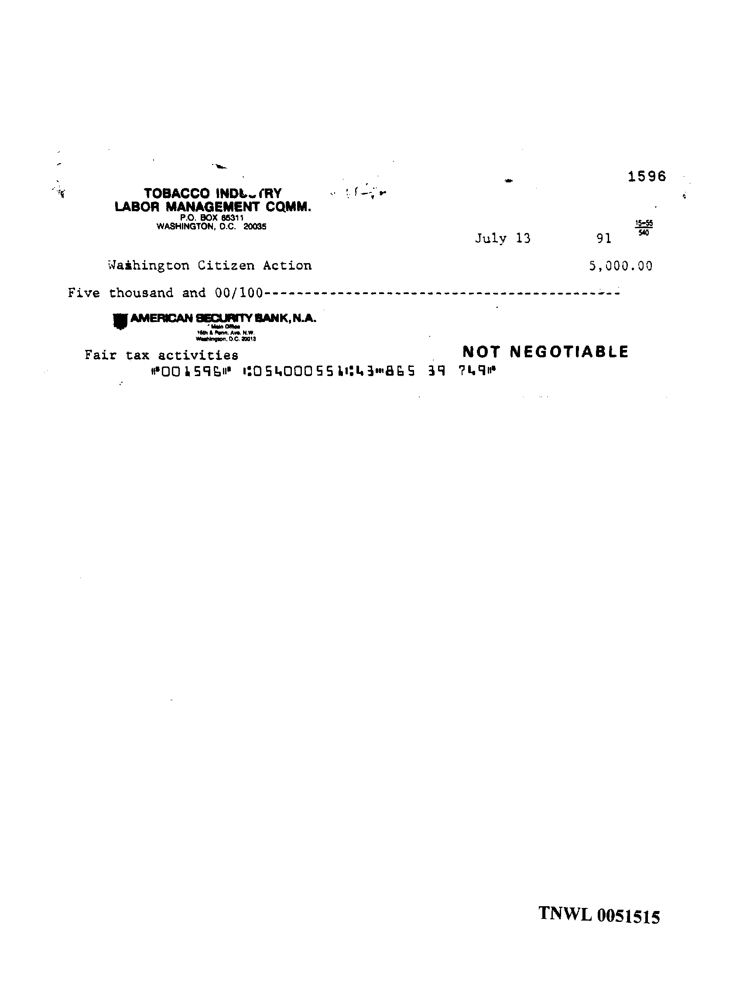 1596
TOBACCO
LABOR MANAGEMENT COMM.
P.O. BOX 65311
WASHINGTON, D.C. 20035
15-55
540
July 13 91
Washington Citizen Action 5,000.00
Five thousand and 00/100---------------------------------------------
AMERICAN SECURITY BANK, N.A.
Main Office
15th & Penn. Ave. N.W.
Washington, D.C. 20013
Fair tax activities NOT NEGOTIABLE
⑈001596⑈ ⑆054000551⑆43⑉865 39 749⑈
TNWL 0051515